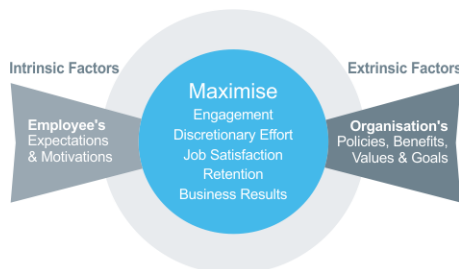 Intrinsic Factors
Extrinsic Factors
Employee's
Expectations
& Motivations
Maximise
Engagement
Discretionary Effort
Job Satisfaction
Retention
Business Results
Organisation's
Policies, Benefits,
Values & Goals